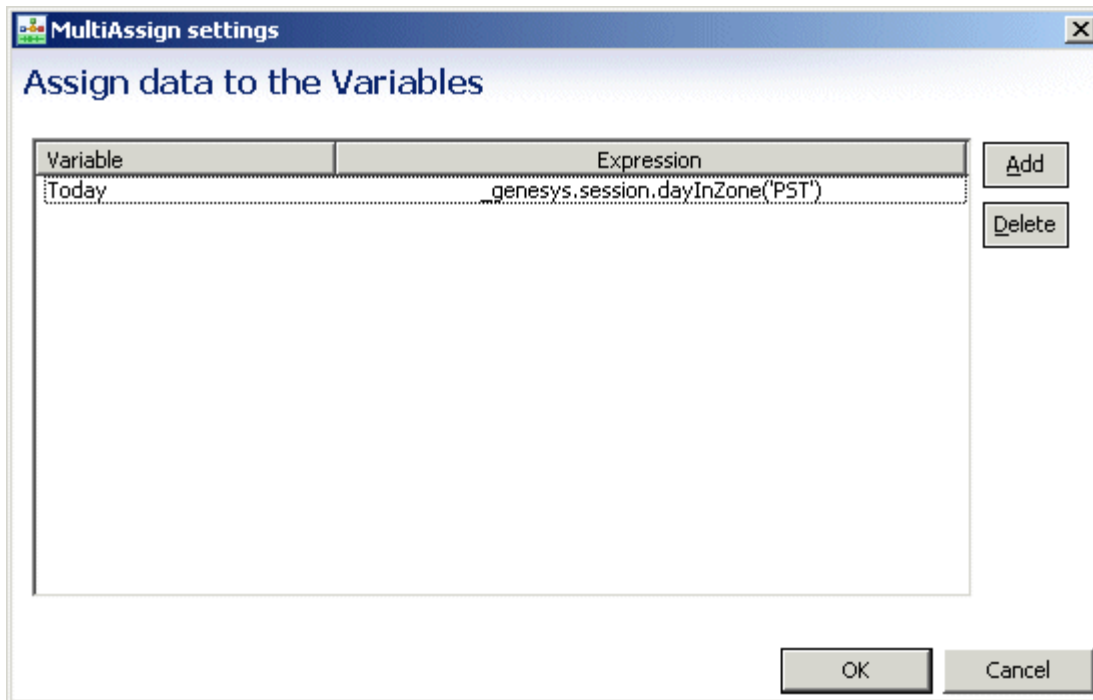 MultiAssign settings
Assign data to the Variables
Variable Expression
Add
Today _genesys.session.dayInZone('PST')
Delete
OK Cancel